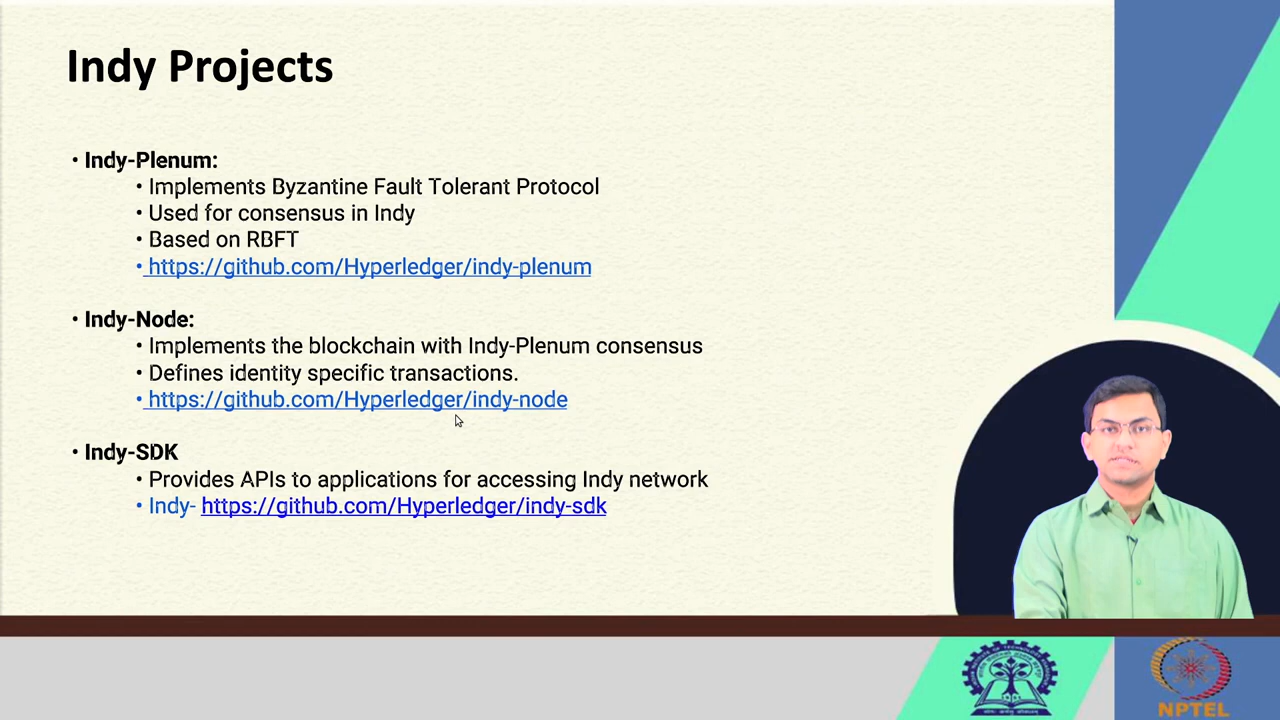 Indy Projects
• Indy-Plenum:
• Implements Byzantine Fault Tolerant Protocol
• Used for consensus in Indy
• Based on RBFT
• https://github.com/Hyperledger/indy-plenum
• Indy-Node:
• Implements the blockchain with Indy-Plenum consensus
• Defines identity specific transactions.
• https://github.com/Hyperledger/indy-node
• Indy-SDK
• Provides APIs to applications for accessing Indy network
• Indy- https://github.com/Hyperledger/indy-sdk
NPTEL